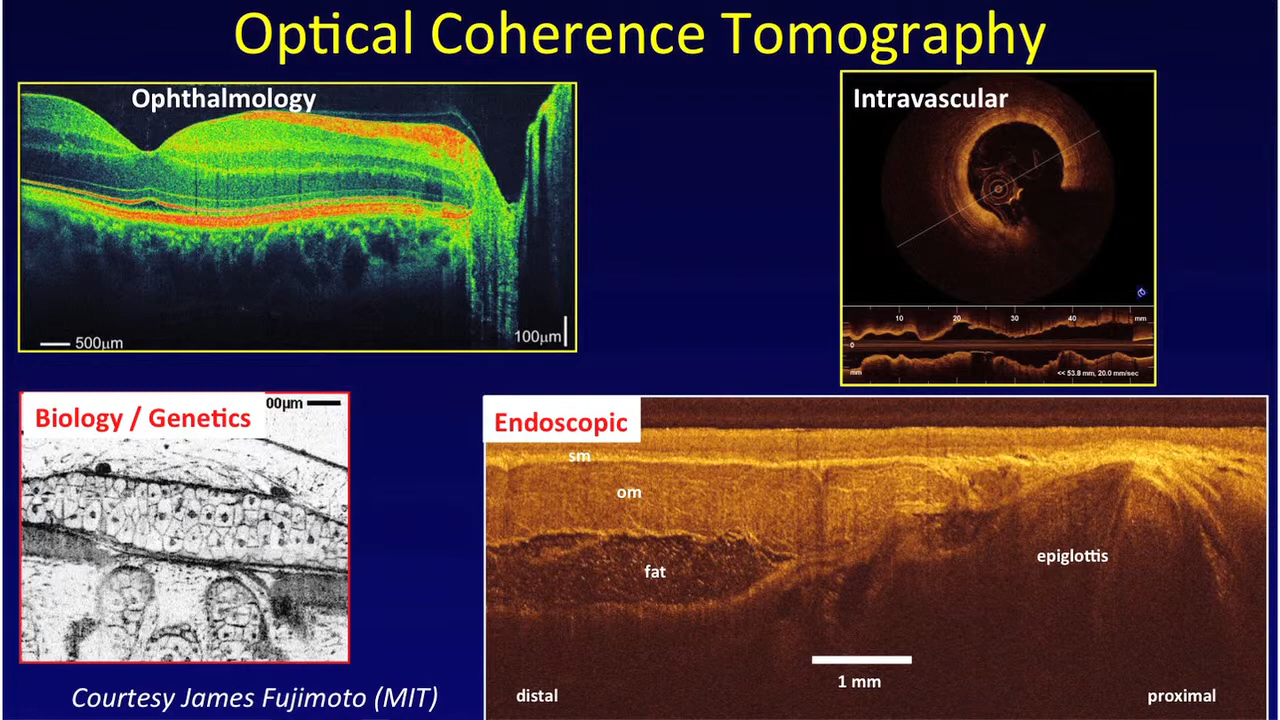 Optical Coherence Tomography
Ophthalmology
500µm
100µm
Intravascular
10 20 30 40 mm
0
mm
<< 53.8 mm, 20.0 mm/sec
Biology / Genetics
00µm
Endoscopic
sm
om
fat
epiglottis
1 mm
distal
proximal
Courtesy James Fujimoto (MIT)